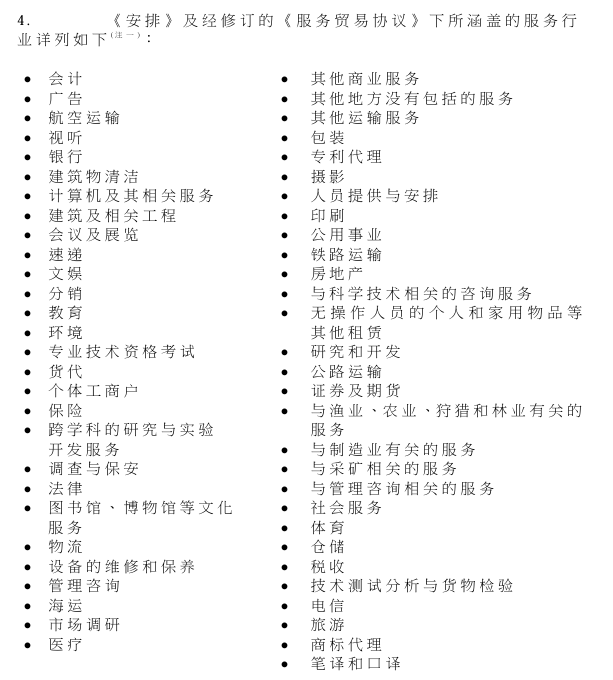 4. 《安排》及经修订的《服务贸易协议》下所涵盖的服务行
业详列如下(注一)：
● 会计
● 广告
● 航空运输
● 视听
● 银行
● 建筑物清洁
● 计算机及其相关服务
● 建筑及相关工程
● 会议及展览
● 速递
● 文娱
● 分销
● 教育
● 环境
● 专业技术资格考试
● 货代
● 个体工商户
● 保险
● 跨学科的研究与实验
开发服务
● 调查与保安
● 法律
● 图书馆、博物馆等文化
服务
● 物流
● 设备的维修和保养
● 管理咨询
● 海运
● 市场调研
● 医疗
● 其他商业服务
● 其他地方没有包括的服务
● 其他运输服务
● 包装
● 专利代理
● 摄影
● 人员提供与安排
● 印刷
● 公用事业
● 铁路运输
● 房地产
● 与科学技术相关的咨询服务
● 无操作人员的个人和家用物品等
其他租赁
● 研究和开发
● 公路运输
● 证券及期货
● 与渔业、农业、狩猎和林业有关的
服务
● 与制造业有关的服务
● 与采矿相关的服务
● 与管理咨询相关的服务
● 社会服务
● 体育
● 仓储
● 税收
● 技术测试分析与货物检验
● 电信
● 旅游
● 商标代理
● 笔译和口译